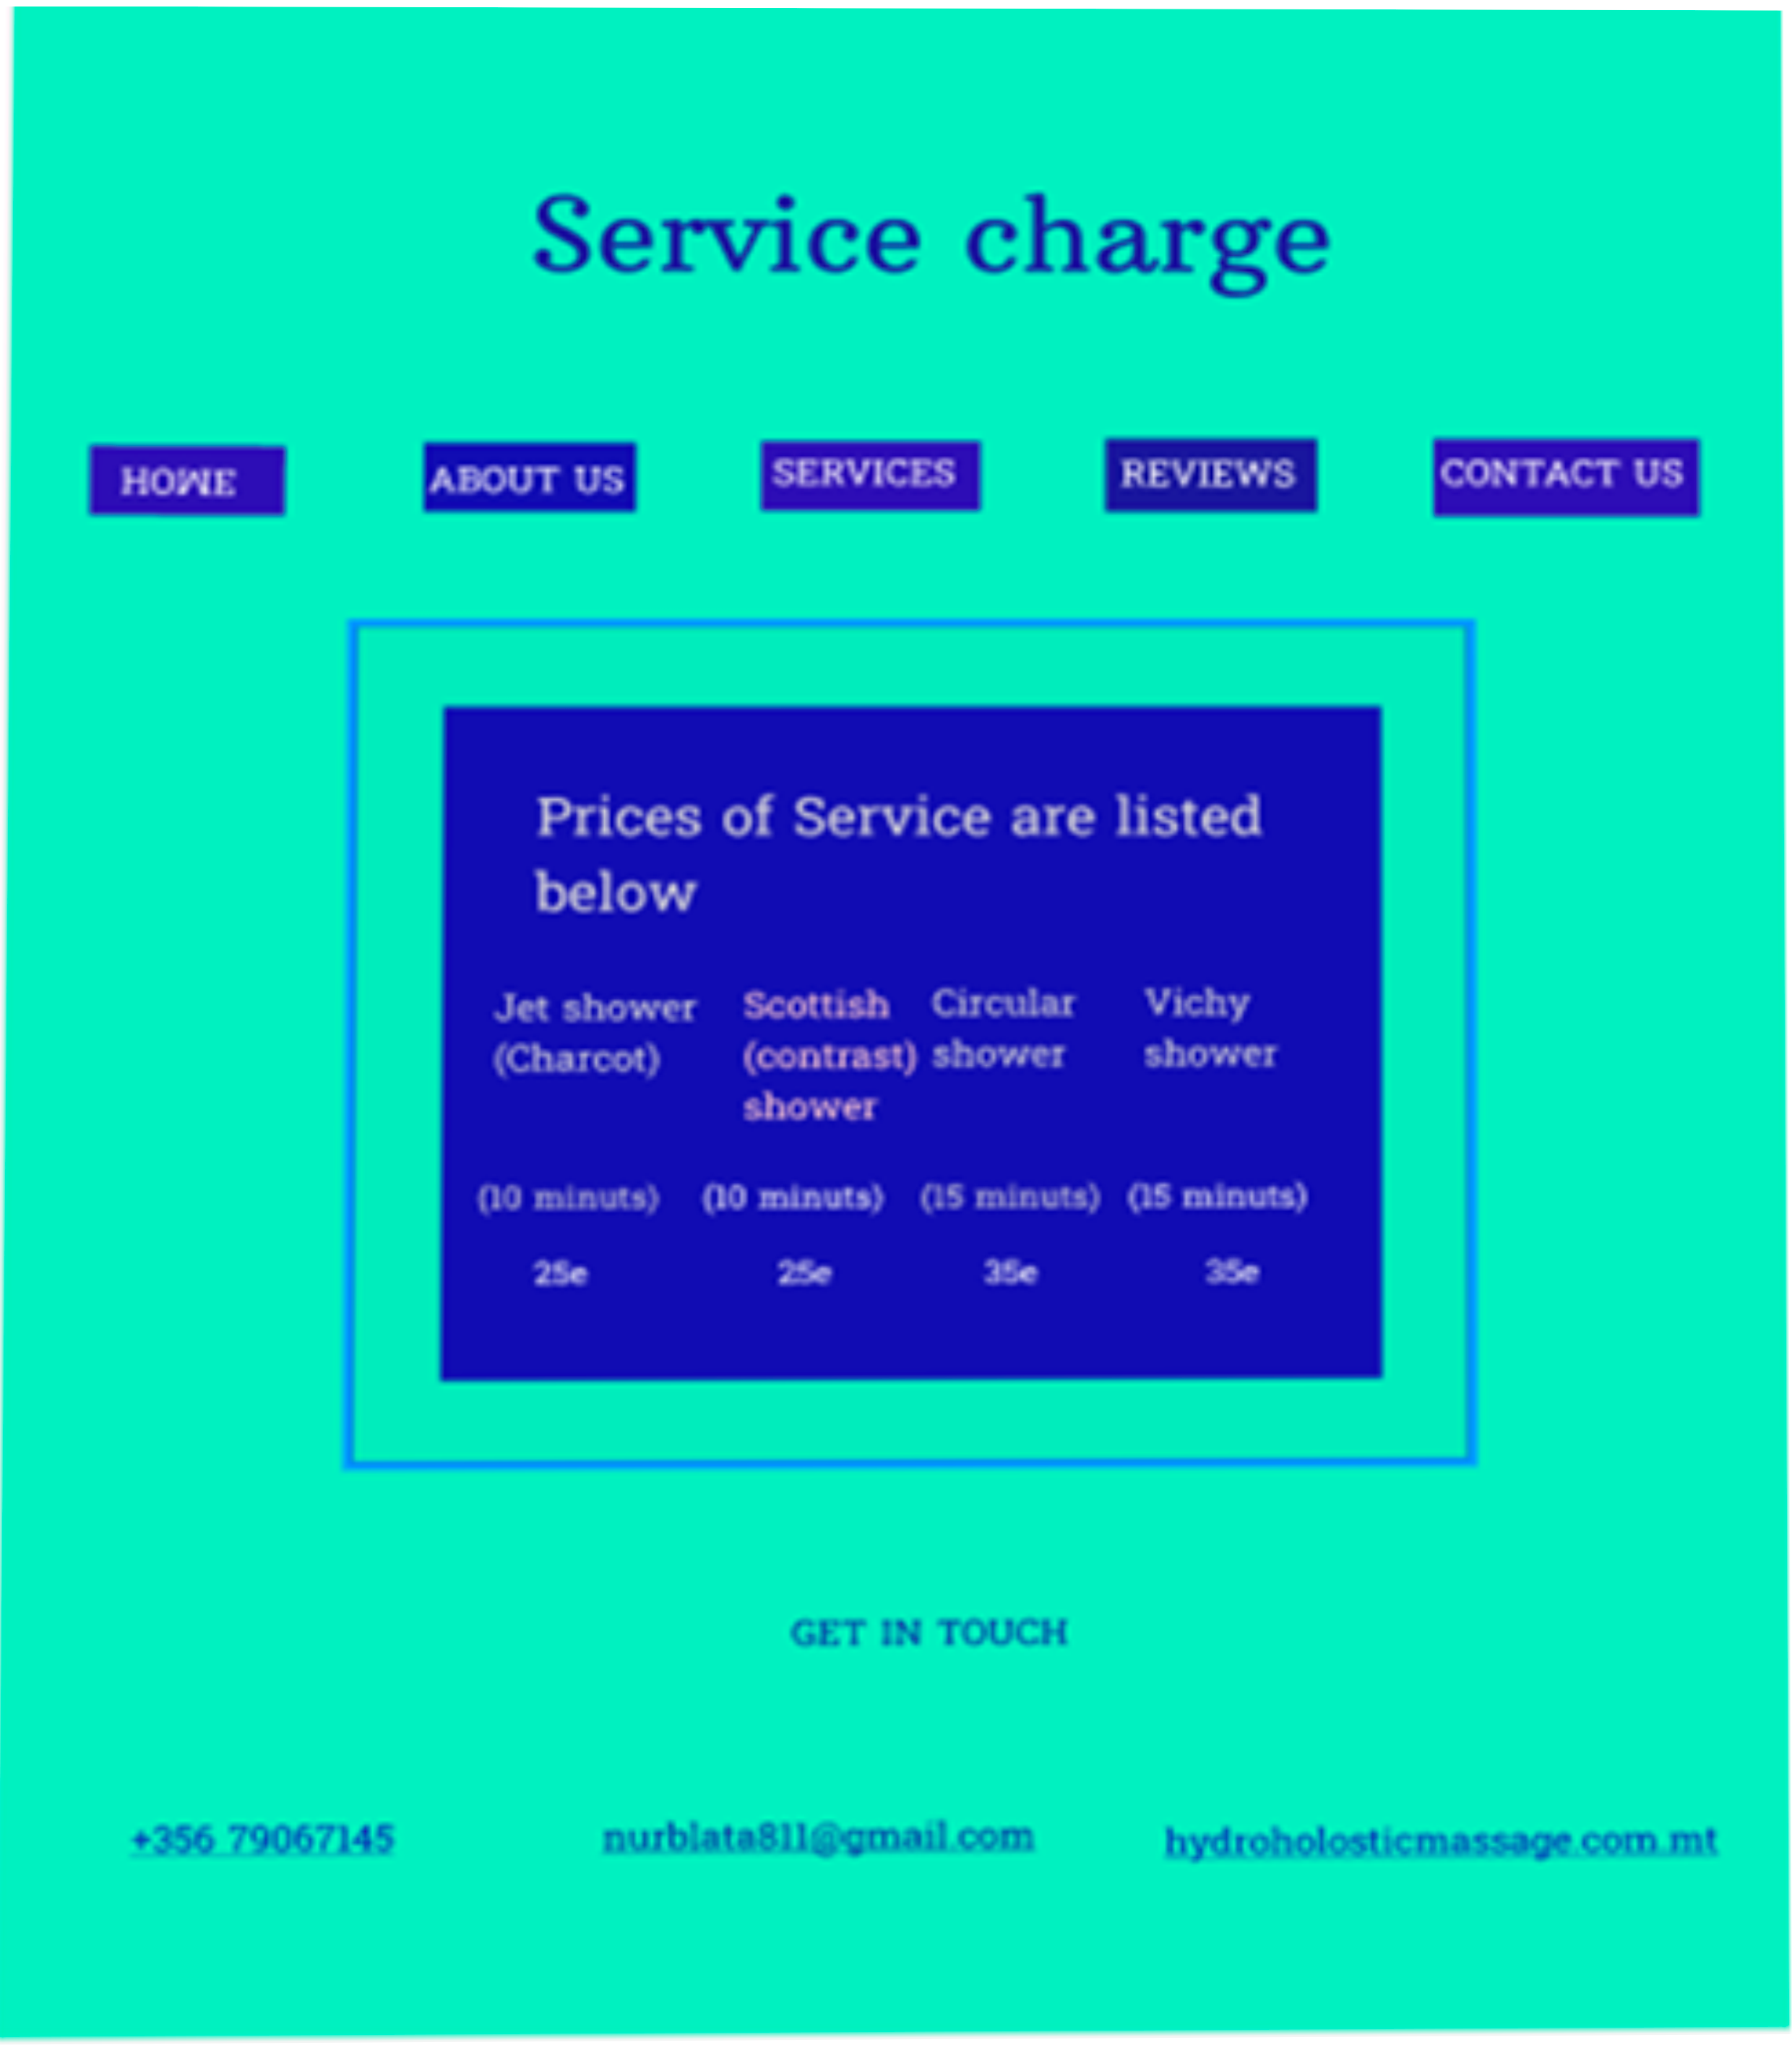 Service charge
HOME
ABOUT US
SERVICES
REVIEWS
CONTACT US
Prices of Service are listed
below
Jet shower
(Charcot)
Scottish
(contrast)
shower
Circular
shower
Vichy
shower
(10 minuts) (10 minuts) (15 minuts) (15 minuts)
25e 25e 35e 35e
GET IN TOUCH
+356 79067145
nurblata811@gmail.com
hydroholosticmassage.com.mt